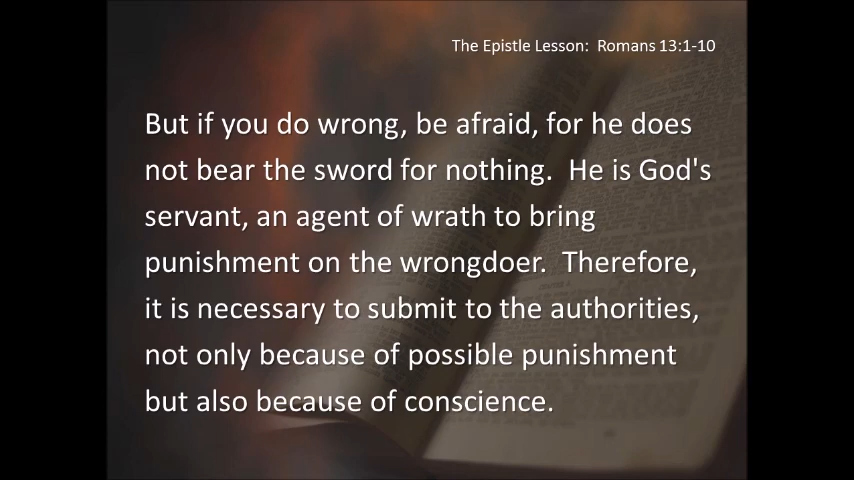 The Epistle Lesson:  Romans 13:1-10
But if you do wrong, be afraid, for he does
not bear the sword for nothing.  He is God's
servant, an agent of wrath to bring
punishment on the wrongdoer.  Therefore,
it is necessary to submit to the authorities,
not only because of possible punishment
but also because of conscience.